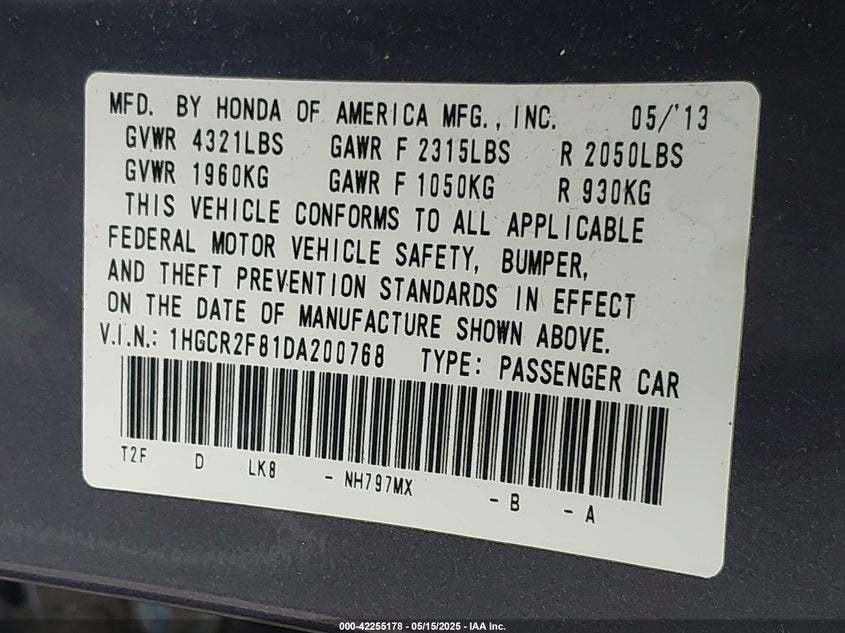 MFD. BY HONDA OF AMERICA MFG., INC. 05/'13
GVWR 4321LBS GAWR F 2315LBS R 2050LBS
GVWR 1960KG GAWR F 1050KG R 930KG
THIS VEHICLE CONFORMS TO ALL APPLICABLE
FEDERAL MOTOR VEHICLE SAFETY, BUMPER,
AND THEFT PREVENTION STANDARDS IN EFFECT
ON THE DATE OF MANUFACTURE SHOWN ABOVE.
V.I.N.: 1HGCR2F81DA200768 TYPE: PASSENGER CAR
T2F D LK8 - NH797MX - B - A
000-42255178 - 05/15/2025 - IAA Inc.